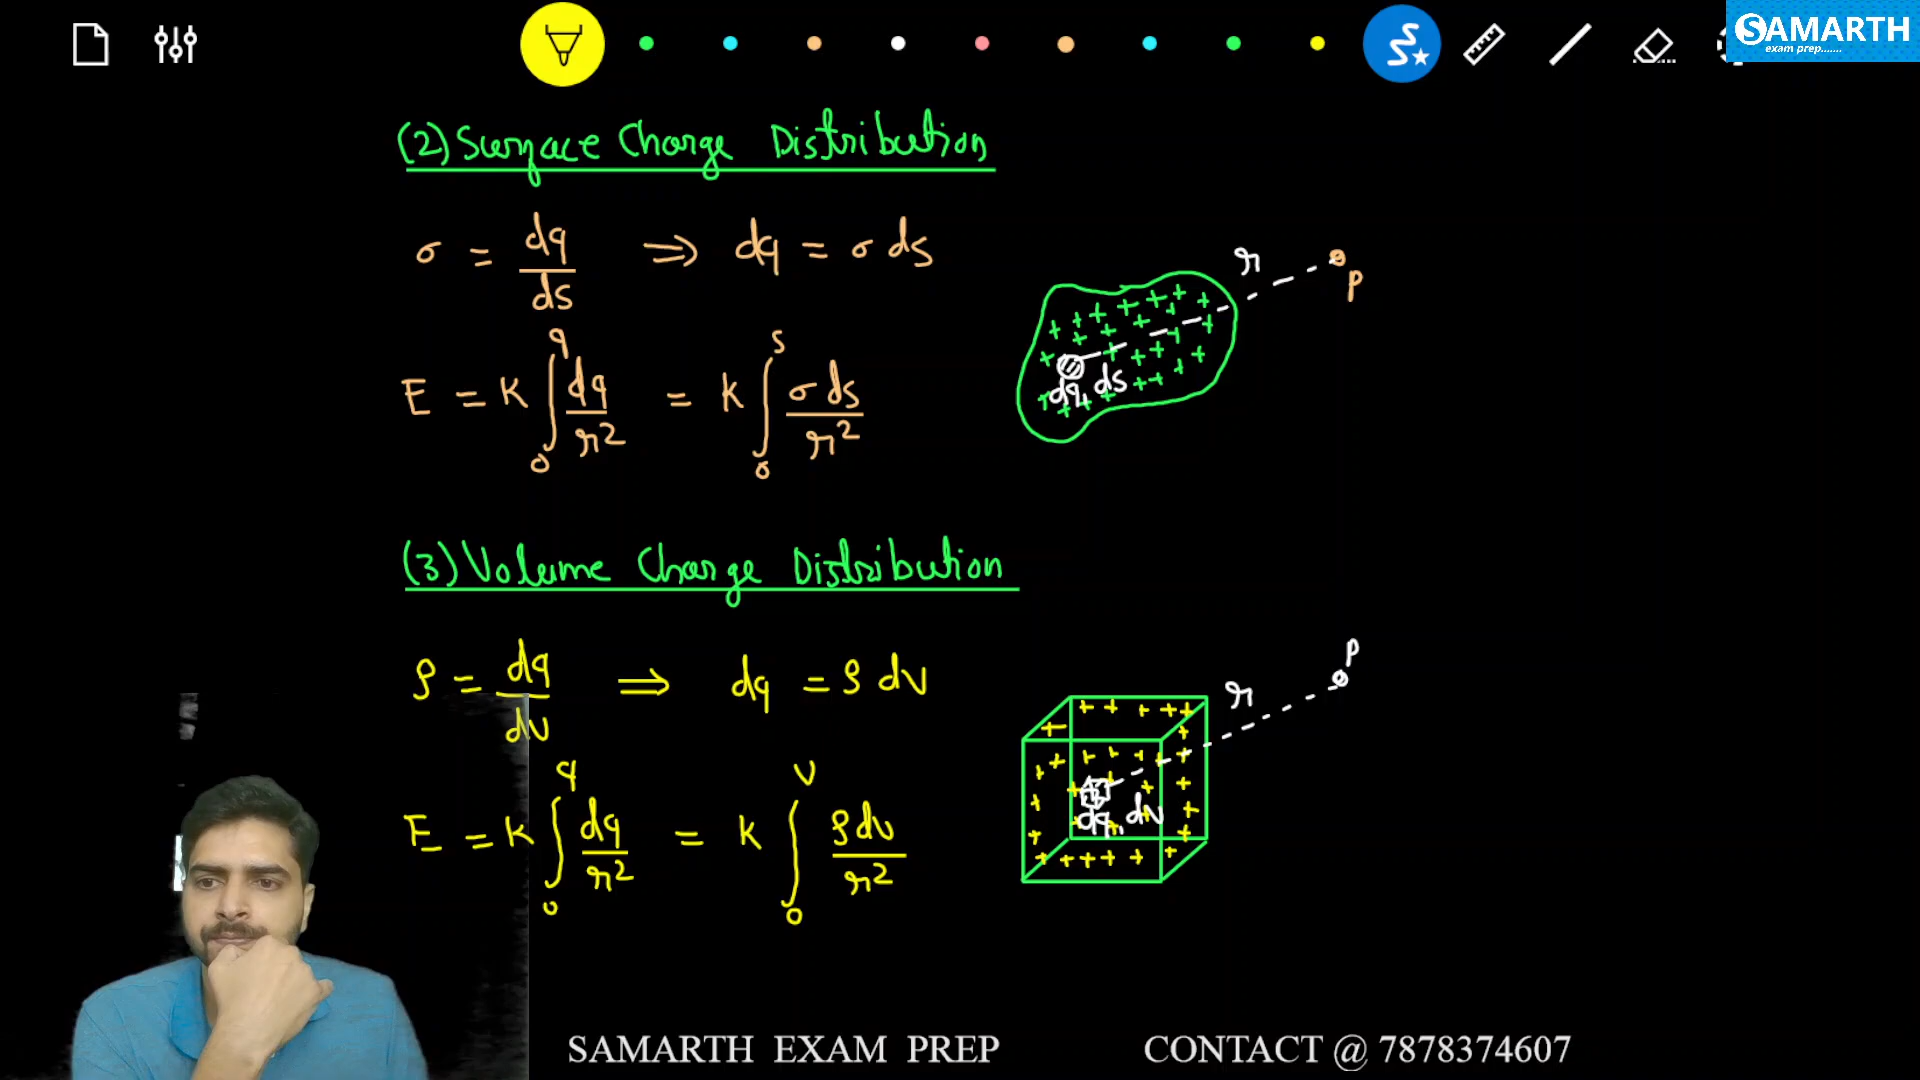 SAMARTH
exam prep.......
(2) Surface Charge Distribution
σ = dq/ds ⇒ dq = σ ds
r
P
E = K ∫₀^q dq/r² = K ∫₀^s σ ds/r²
dq, ds
(3) Volume Charge Distribution
ρ = dq/dv ⇒ dq = ρ dv
r
P
E = K ∫₀^q dq/r² = K ∫₀^v ρdv/r²
dq, dv
SAMARTH EXAM PREP CONTACT @ 7878374607